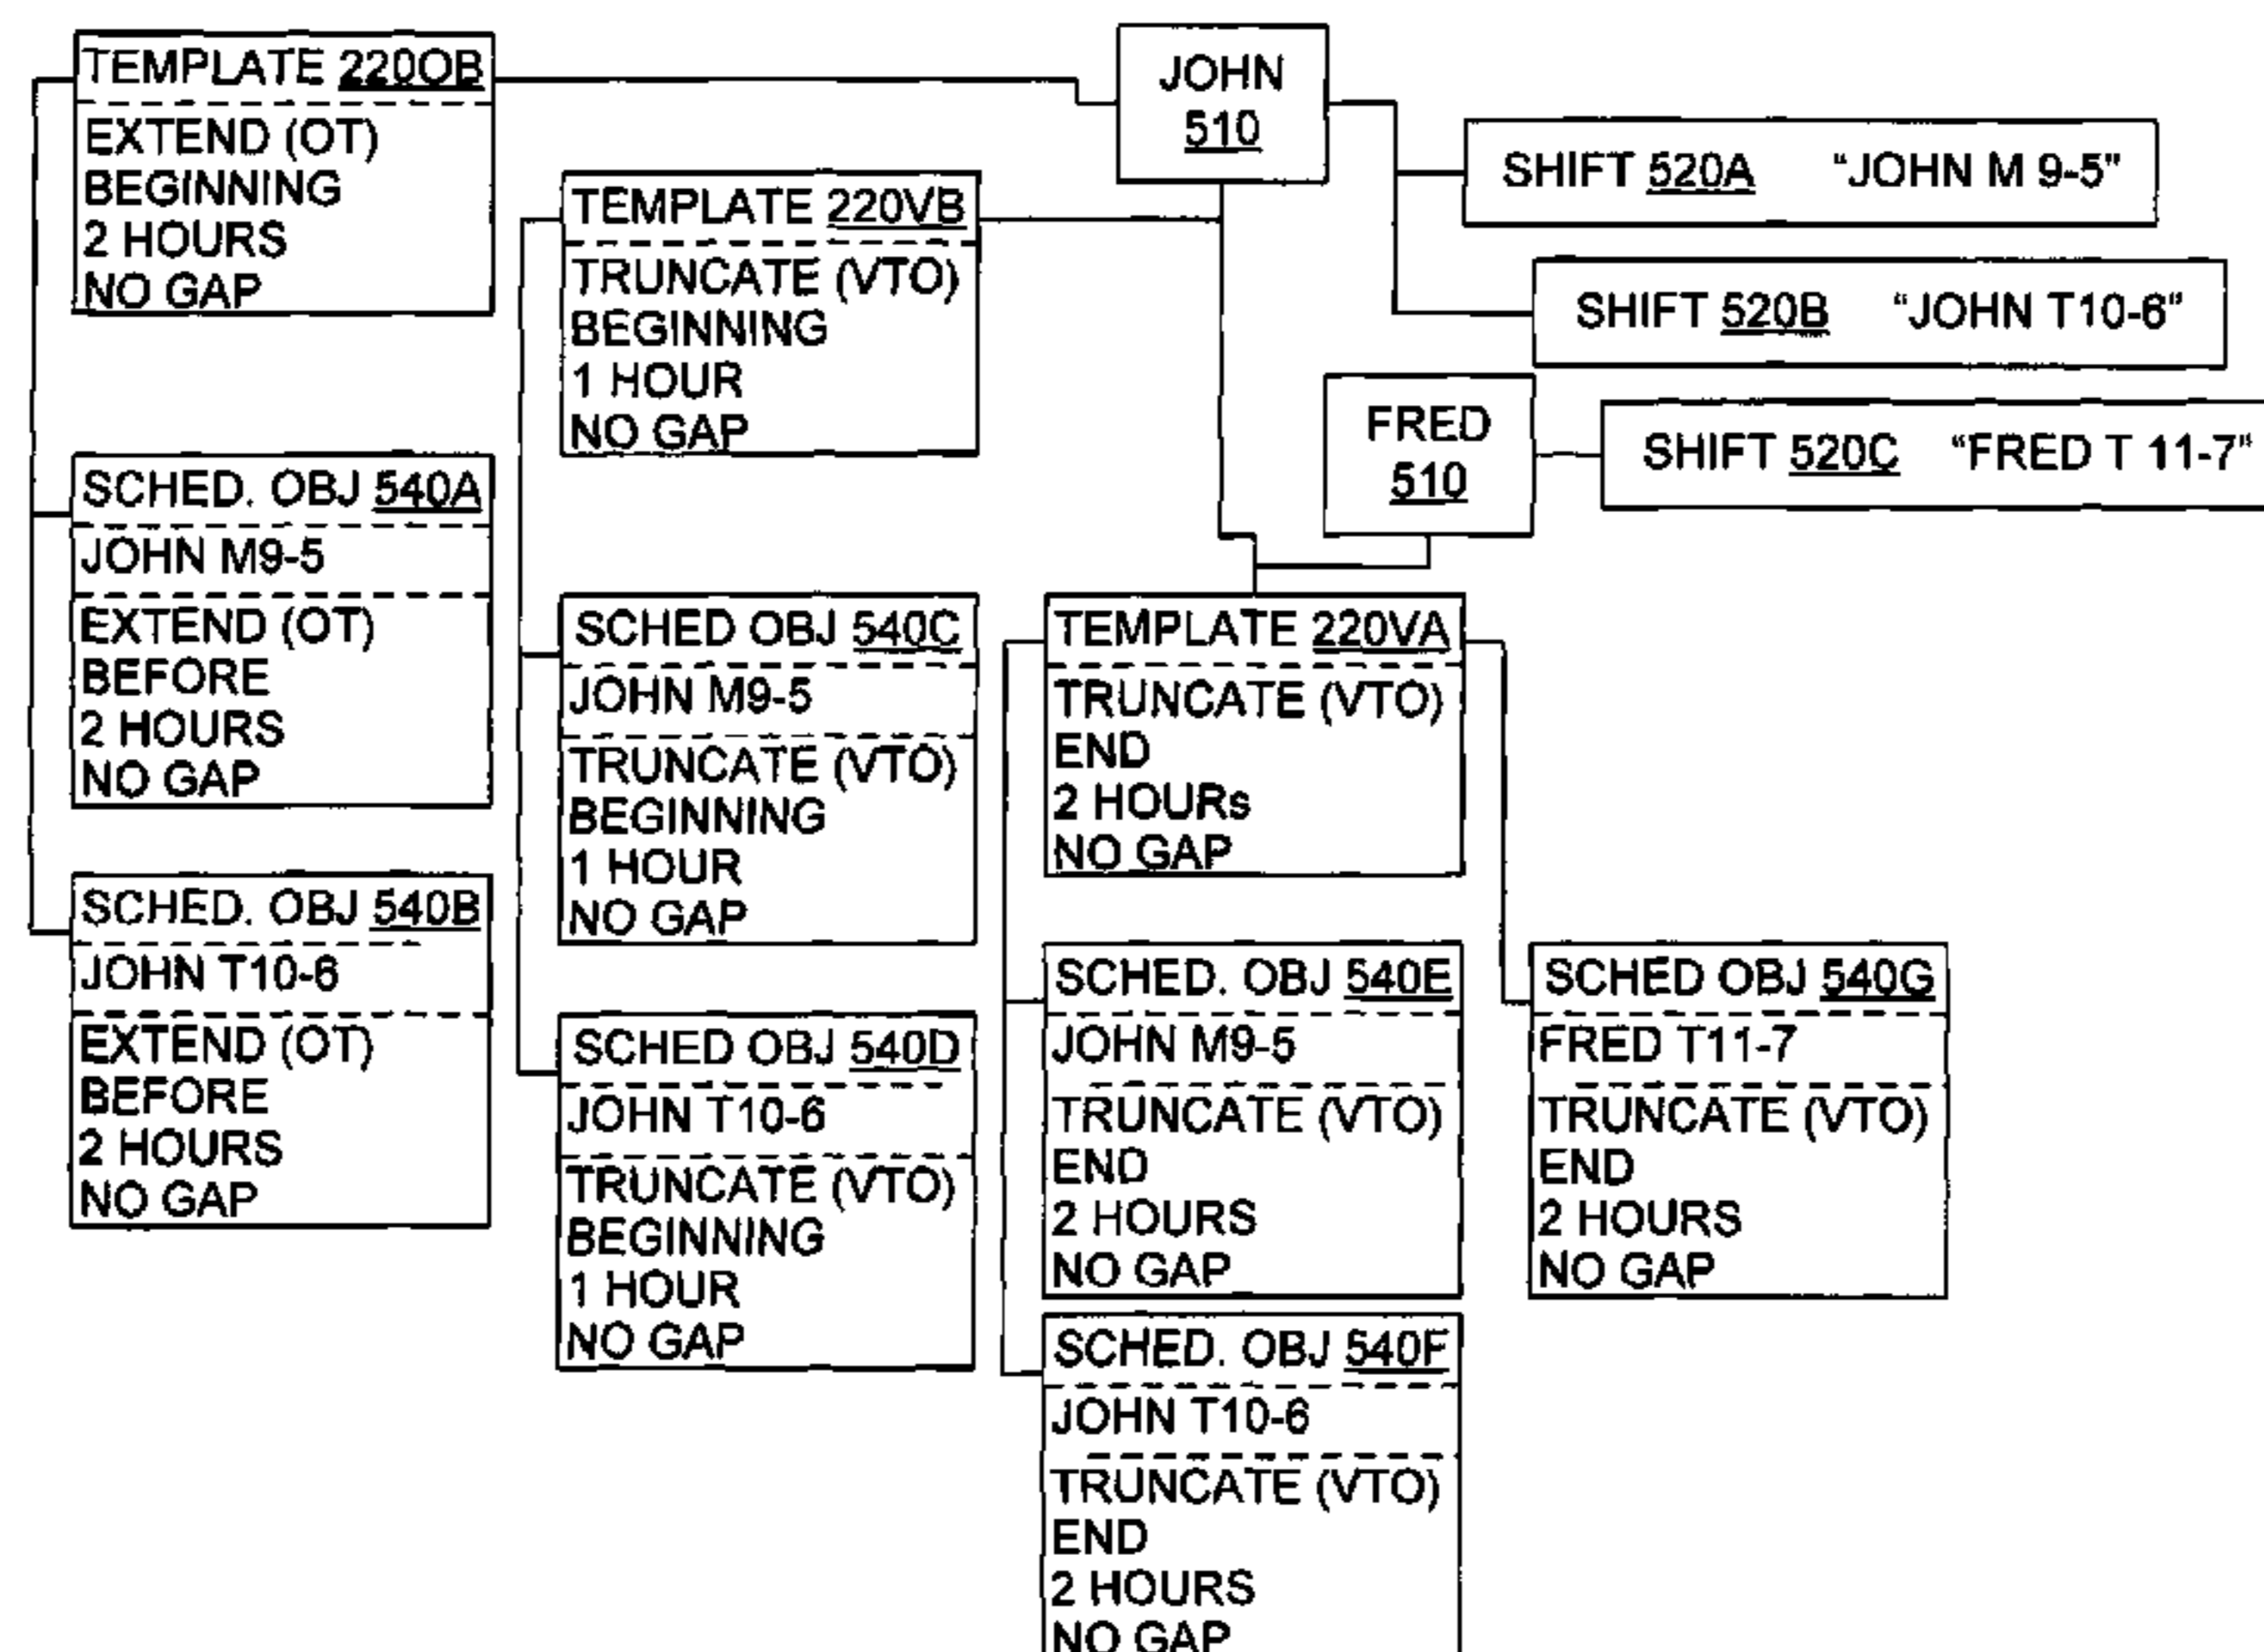 TEMPLATE 220OB
EXTEND (OT)
BEGINNING
2 HOURS
NO GAP
JOHN
510
SHIFT 520A "JOHN M 9-5"
TEMPLATE 220VB
TRUNCATE (VTO)
BEGINNING
1 HOUR
NO GAP
SHIFT 520B "JOHN T10-6"
FRED
510
SHIFT 520C "FRED T 11-7"
SCHED. OBJ 540A
JOHN M9-5
EXTEND (OT)
BEFORE
2 HOURS
NO GAP
SCHED OBJ 540C
JOHN M9-5
TRUNCATE (VTO)
BEGINNING
1 HOUR
NO GAP
TEMPLATE 220VA
TRUNCATE (VTO)
END
2 HOURs
NO GAP
SCHED. OBJ 540B
JOHN T10-6
EXTEND (OT)
BEFORE
2 HOURS
NO GAP
SCHED OBJ 540D
JOHN T10-6
TRUNCATE (VTO)
BEGINNING
1 HOUR
NO GAP
SCHED. OBJ 540E
JOHN M9-5
TRUNCATE (VTO)
END
2 HOURS
NO GAP
SCHED OBJ 540G
FRED T11-7
TRUNCATE (VTO)
END
2 HOURS
NO GAP
SCHED. OBJ 540F
JOHN T10-6
TRUNCATE (VTO)
END
2 HOURS
NO GAP